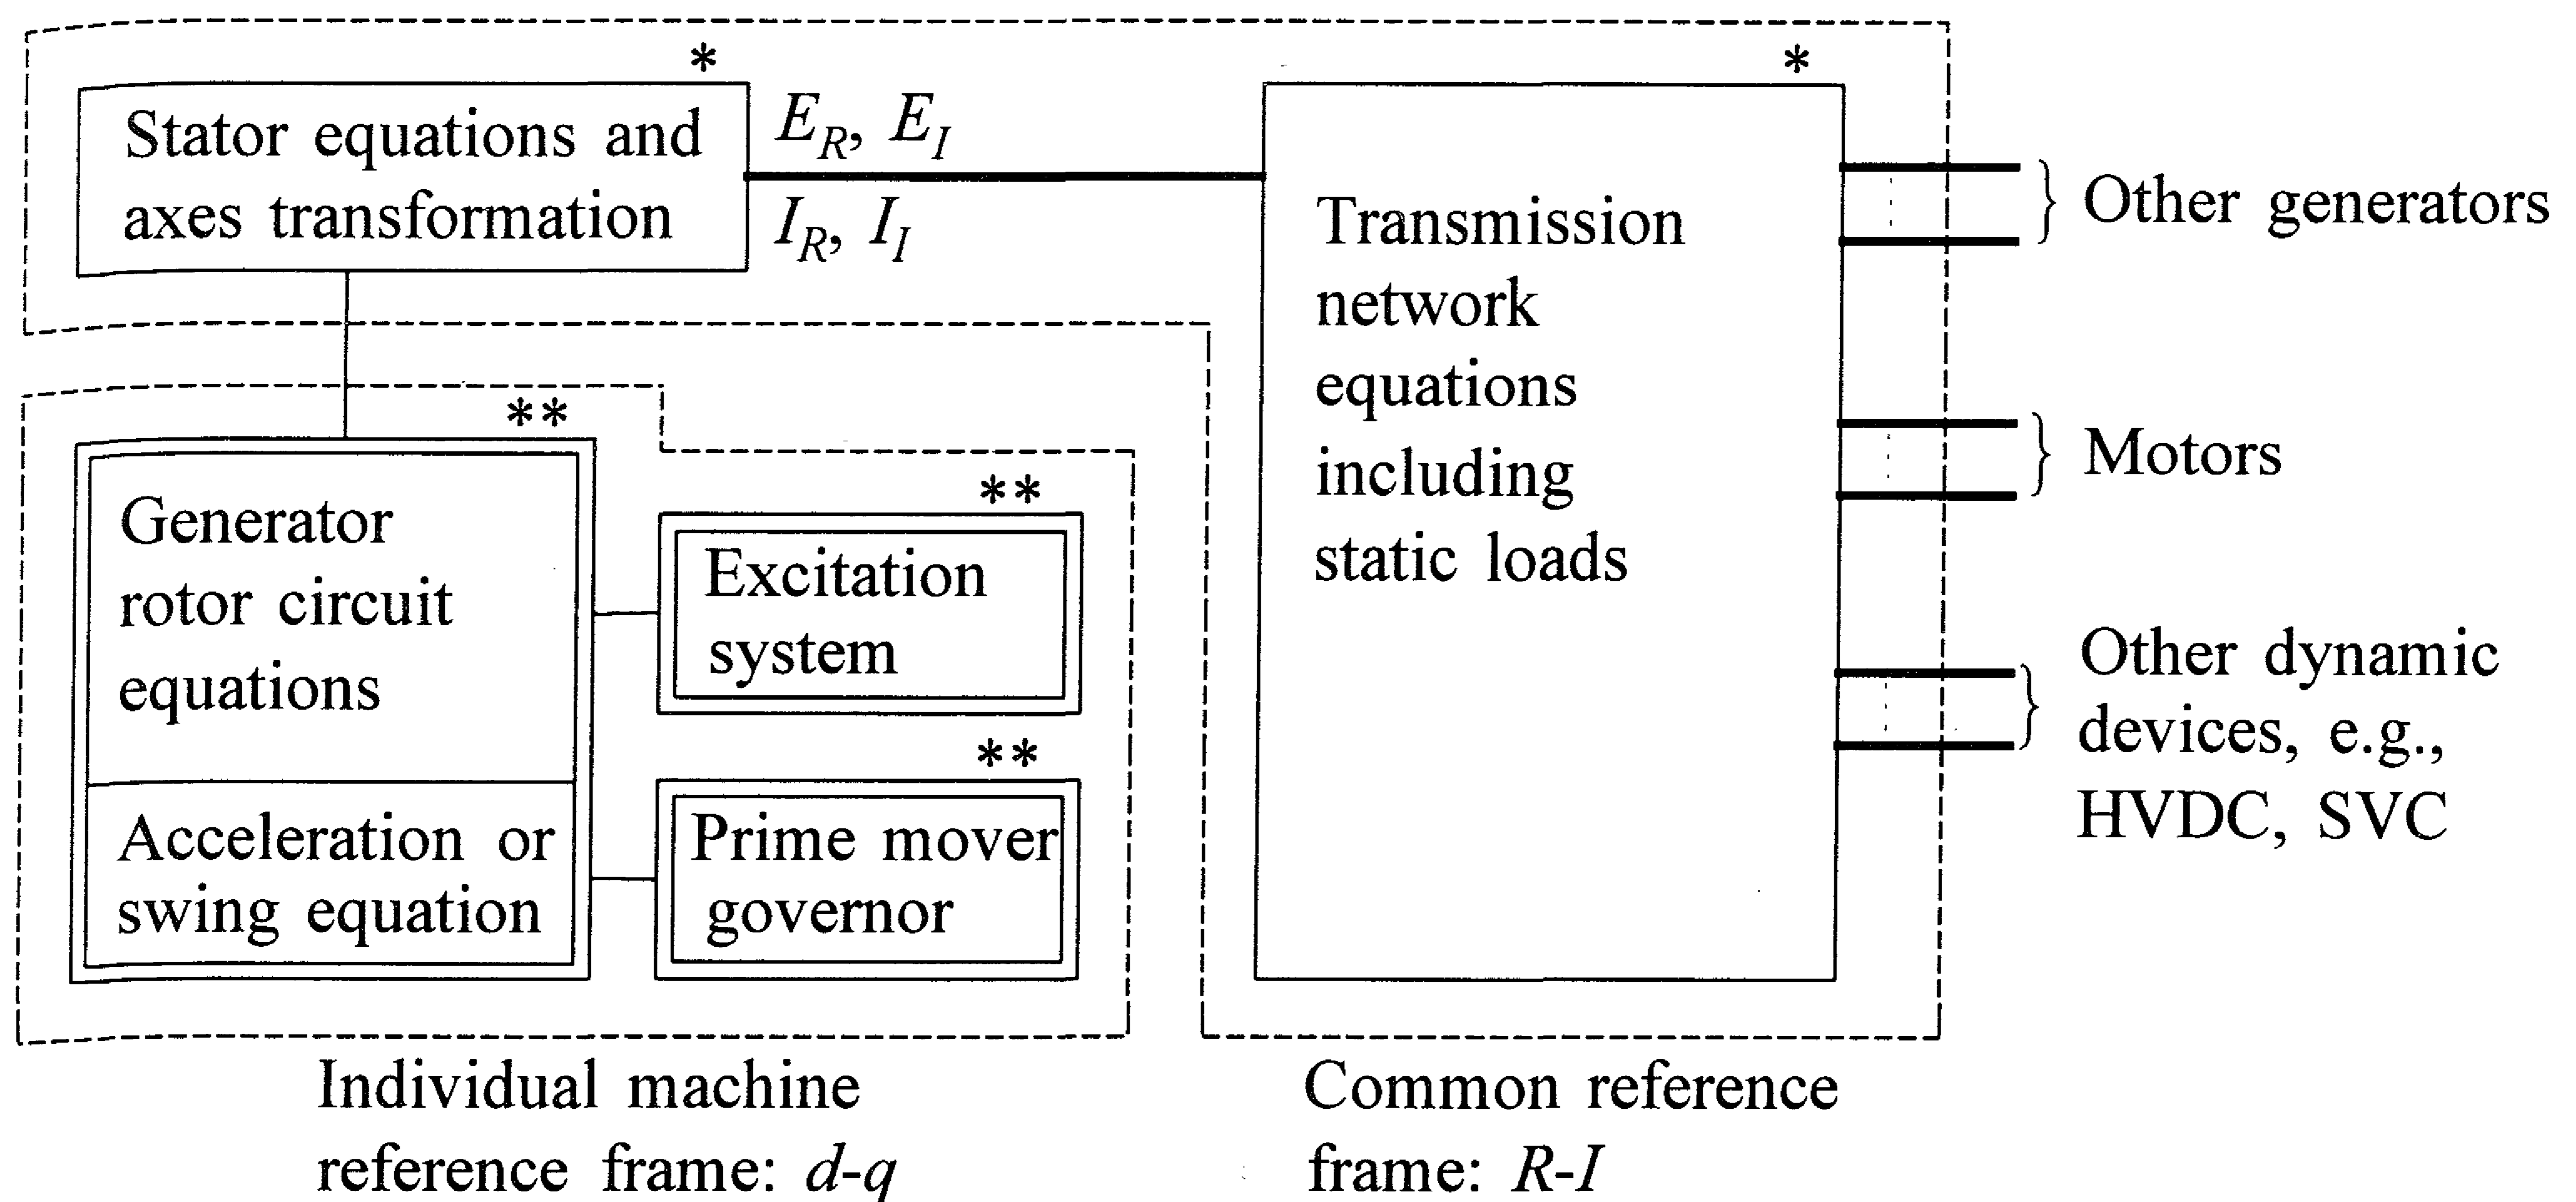 *
Stator equations and
axes transformation
E_R, E_I
I_R, I_I
*
Transmission
network
equations
including
static loads
Other generators
Motors
Other dynamic
devices, e.g.,
HVDC, SVC
**
Generator
rotor circuit
equations
Acceleration or
swing equation
**
Excitation
system
**
Prime mover
governor
Individual machine
reference frame: d-q
Common reference
frame: R-I